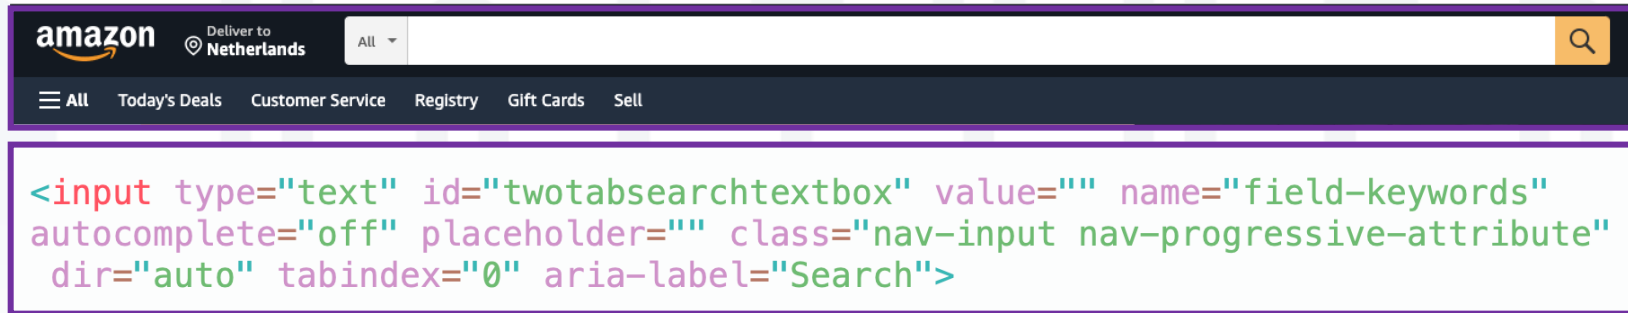 amazon
Deliver to
Netherlands
All
All
Today's Deals
Customer Service
Registry
Gift Cards
Sell
<input type="text" id="twotabsearchtextbox" value="" name="field-keywords"
autocomplete="off" placeholder="" class="nav-input nav-progressive-attribute"
dir="auto" tabindex="0" aria-label="Search">